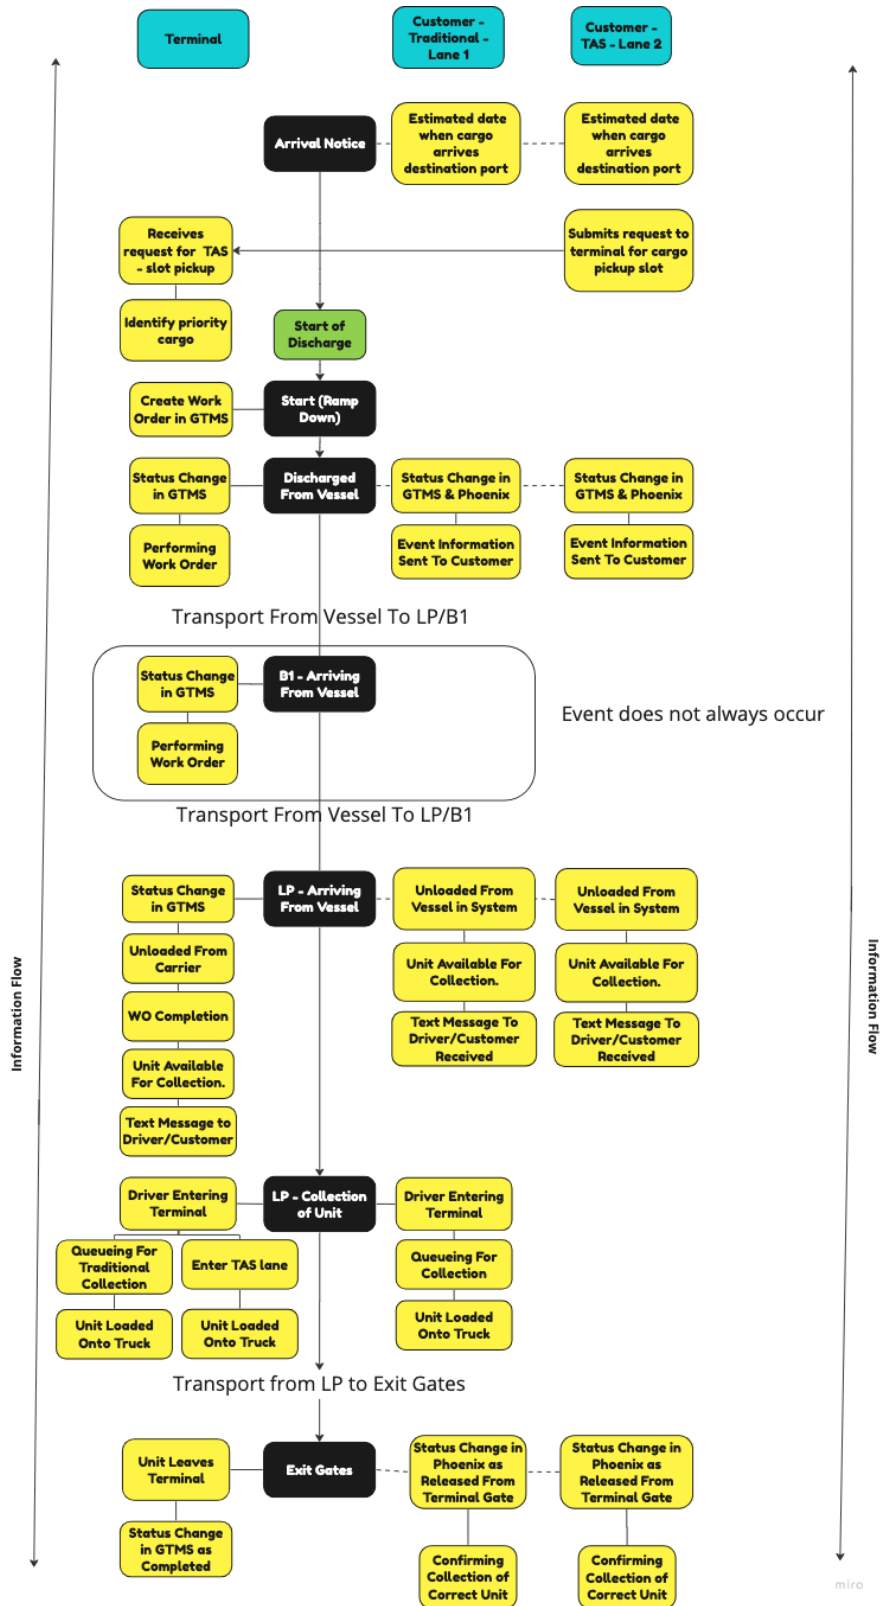 Terminal
Customer -
Traditional -
Lane 1
Customer -
TAS - Lane 2
Arrival Notice
Estimated date
when cargo
arrives
destination port
Estimated date
when cargo
arrives
destination port
Receives
request for TAS
- slot pickup
Submits request to
terminal for cargo
pickup slot
Identify priority
cargo
Start of
Discharge
Create Work
Order in GTMS
Start (Ramp
Down)
Status Change
in GTMS
Discharged
From Vessel
Status Change in
GTMS & Phoenix
Status Change in
GTMS & Phoenix
Performing
Work Order
Event Information
Sent To Customer
Event Information
Sent To Customer
Transport From Vessel To LP/B1
Status Change
in GTMS
B1 - Arriving
From Vessel
Event does not always occur
Performing
Work Order
Transport From Vessel To LP/B1
Status Change
in GTMS
LP - Arriving
From Vessel
Unloaded From
Vessel in System
Unloaded From
Vessel in System
Unloaded From
Carrier
Unit Available For
Collection.
Unit Available For
Collection.
WO Completion
Text Message To
Driver/Customer
Received
Text Message To
Driver/Customer
Received
Unit Available
For Collection.
Text Message to
Driver/Customer
Information Flow
Information Flow
Driver Entering
Terminal
LP - Collection
of Unit
Driver Entering
Terminal
Queueing For
Traditional
Collection
Enter TAS lane
Queueing For
Collection
Unit Loaded
Onto Truck
Unit Loaded
Onto Truck
Unit Loaded
Onto Truck
Transport from LP to Exit Gates
Unit Leaves
Terminal
Exit Gates
Status Change in
Phoenix as
Released From
Terminal Gate
Status Change in
Phoenix as
Released From
Terminal Gate
Status Change
in GTMS as
Completed
Confirming
Collection of
Correct Unit
Confirming
Collection of
Correct Unit
miro